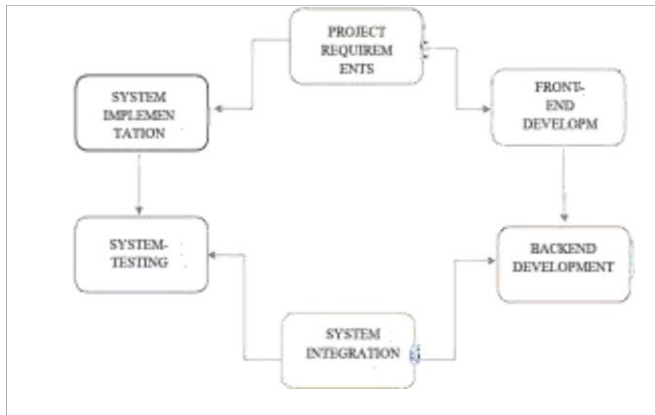 PROJECT
REQUIREM
ENTS
SYSTEM
IMPLEMEN
TATION
FRONT-
END
DEVELOPM
SYSTEM-
TESTING
BACKEND
DEVELOPMENT
SYSTEM
INTEGRATION